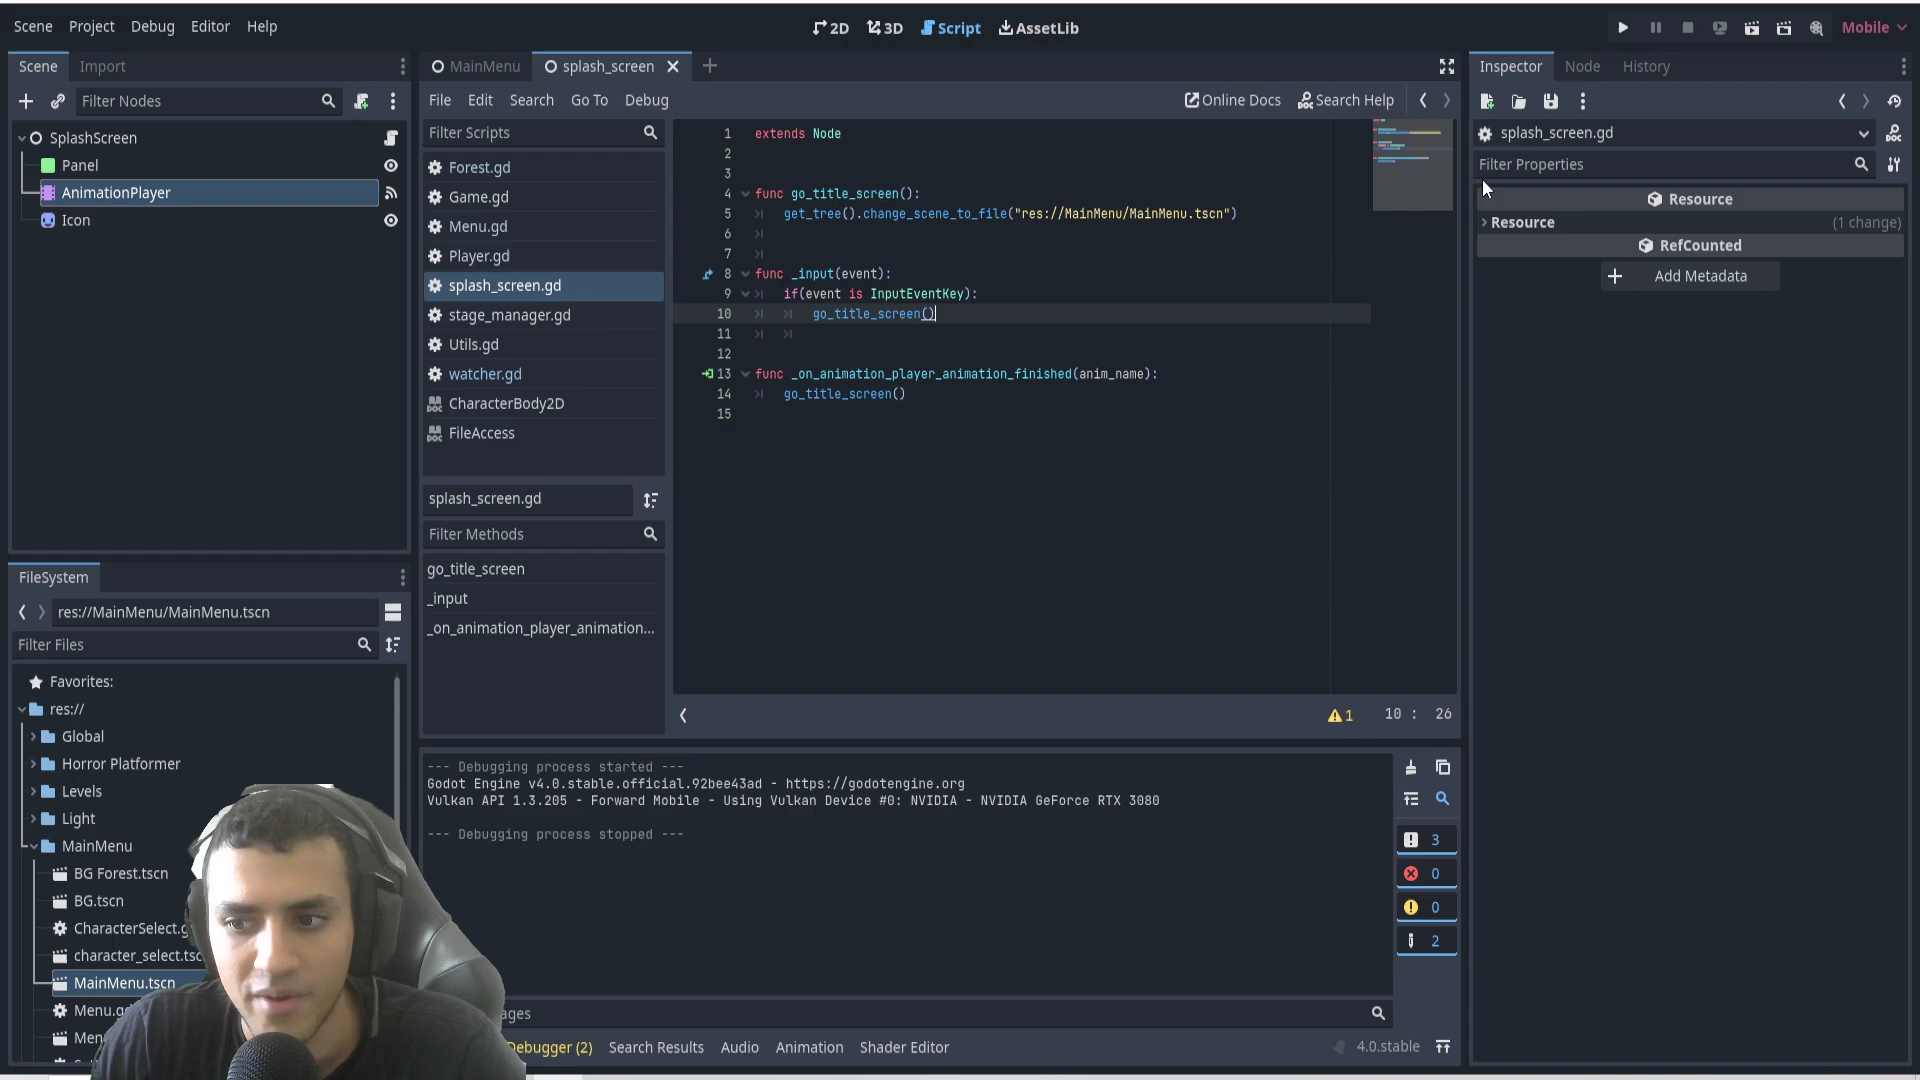 Scene Project Debug Editor Help
2D 3D Script AssetLib
Mobile
Scene Import
Filter Nodes
SplashScreen
Panel
AnimationPlayer
Icon
FileSystem
res://MainMenu/MainMenu.tscn
Filter Files
Favorites:
res://
Global
Horror Platformer
Levels
Light
MainMenu
BG Forest.tscn
BG.tscn
CharacterSelect.g
character_select.tsc
MainMenu.tscn
Menu.gd
MainMenu splash_screen
File Edit Search Go To Debug
Online Docs Search Help
Filter Scripts
Forest.gd
Game.gd
Menu.gd
Player.gd
splash_screen.gd
stage_manager.gd
Utils.gd
watcher.gd
CharacterBody2D
FileAccess
splash_screen.gd
Filter Methods
go_title_screen
_input
_on_animation_player_animation...
1 extends Node
2
3
4 func go_title_screen():
5 get_tree().change_scene_to_file("res://MainMenu/MainMenu.tscn")
6
7
8 func _input(event):
9 if(event is InputEventKey):
10 go_title_screen()
11
12
13 func _on_animation_player_animation_finished(anim_name):
14 go_title_screen()
15
1 10 : 26
--- Debugging process started ---
Godot Engine v4.0.stable.official.92bee43ad - https://godotengine.org
Vulkan API 1.3.205 - Forward Mobile - Using Vulkan Device #0: NVIDIA - NVIDIA GeForce RTX 3080
--- Debugging process stopped ---
3
0
0
2
ages
Debugger (2) Search Results Audio Animation Shader Editor
4.0.stable
Inspector Node History
splash_screen.gd
Filter Properties
Resource
Resource (1 change)
RefCounted
Add Metadata